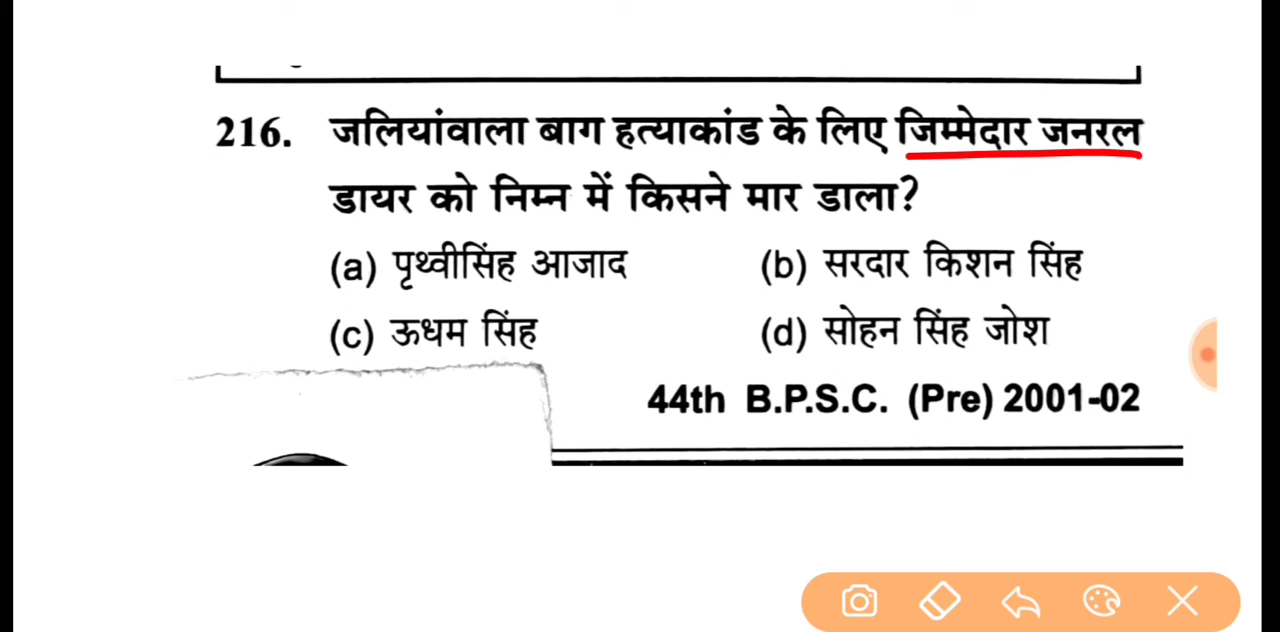 216. जलियांवाला बाग हत्याकांड के लिए जिम्मेदार जनरल
डायर को निम्न में किसने मार डाला?
(a) पृथ्वीसिंह आजाद (b) सरदार किशन सिंह
(c) ऊधम सिंह (d) सोहन सिंह जोश
44th B.P.S.C. (Pre) 2001-02